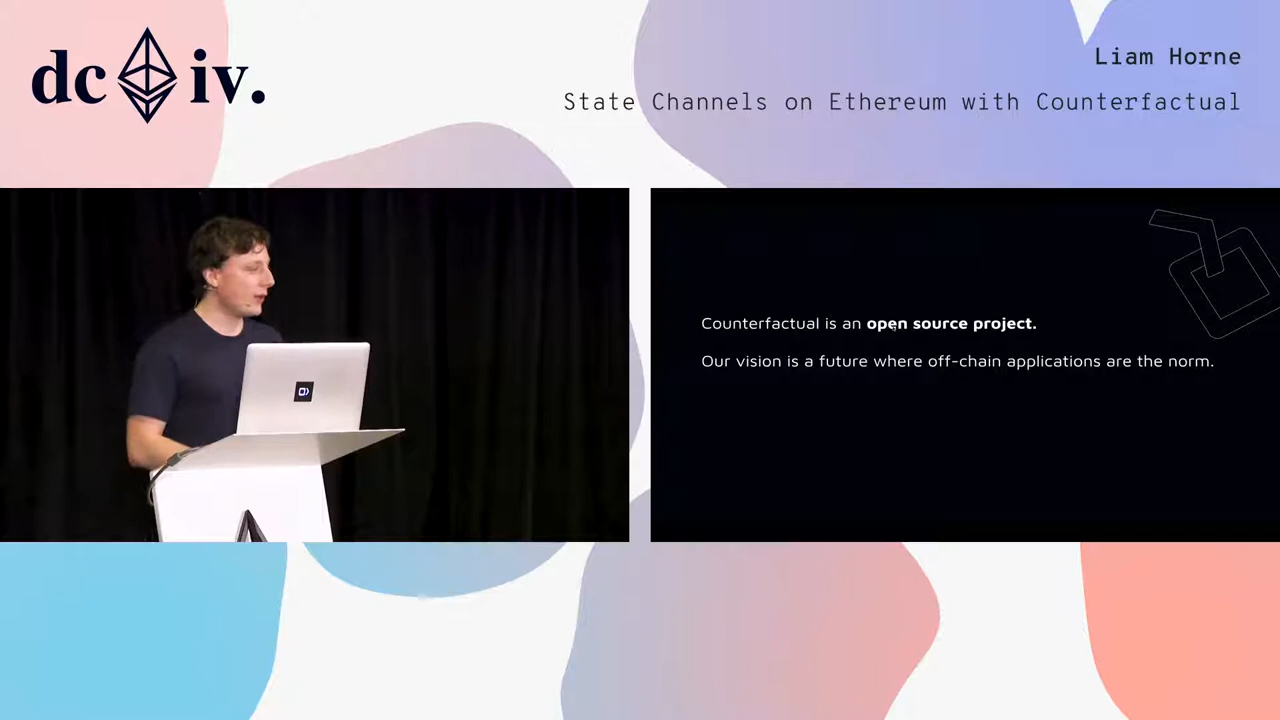 dc iv.
Liam Horne
State Channels on Ethereum with Counterfactual
Counterfactual is an open source project.
Our vision is a future where off-chain applications are the norm.